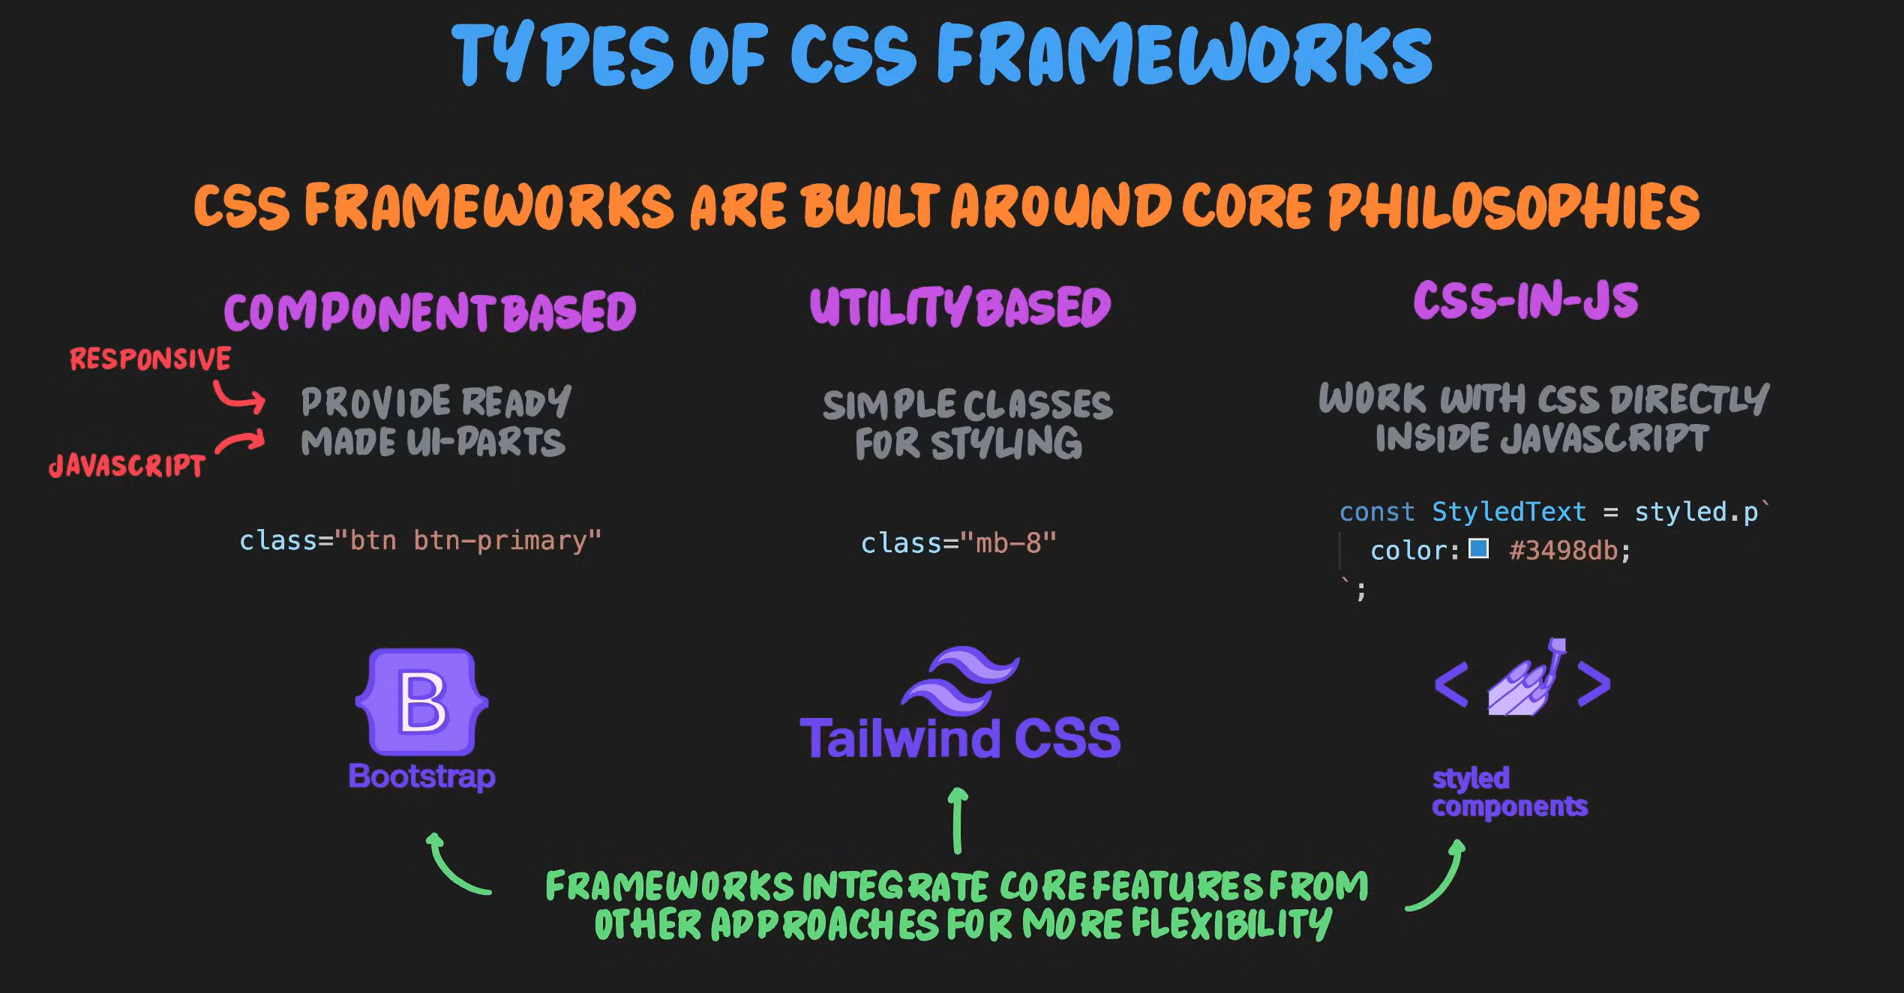 TYPES OF CSS FRAMEWORKS
CSS FRAMEWORKS ARE BUILT AROUND CORE PHILOSOPHIES
COMPONENT BASED
RESPONSIVE
PROVIDE READY
MADE UI-PARTS
JAVASCRIPT
class="btn btn-primary"
B
Bootstrap
UTILITY BASED
SIMPLE CLASSES
FOR STYLING
class="mb-8"
Tailwind CSS
CSS-IN-JS
WORK WITH CSS DIRECTLY
INSIDE JAVASCRIPT
const StyledText = styled.p`
color: #3498db;
`;
< >
styled
components
FRAMEWORKS INTEGRATE CORE FEATURES FROM
OTHER APPROACHES FOR MORE FLEXIBILITY